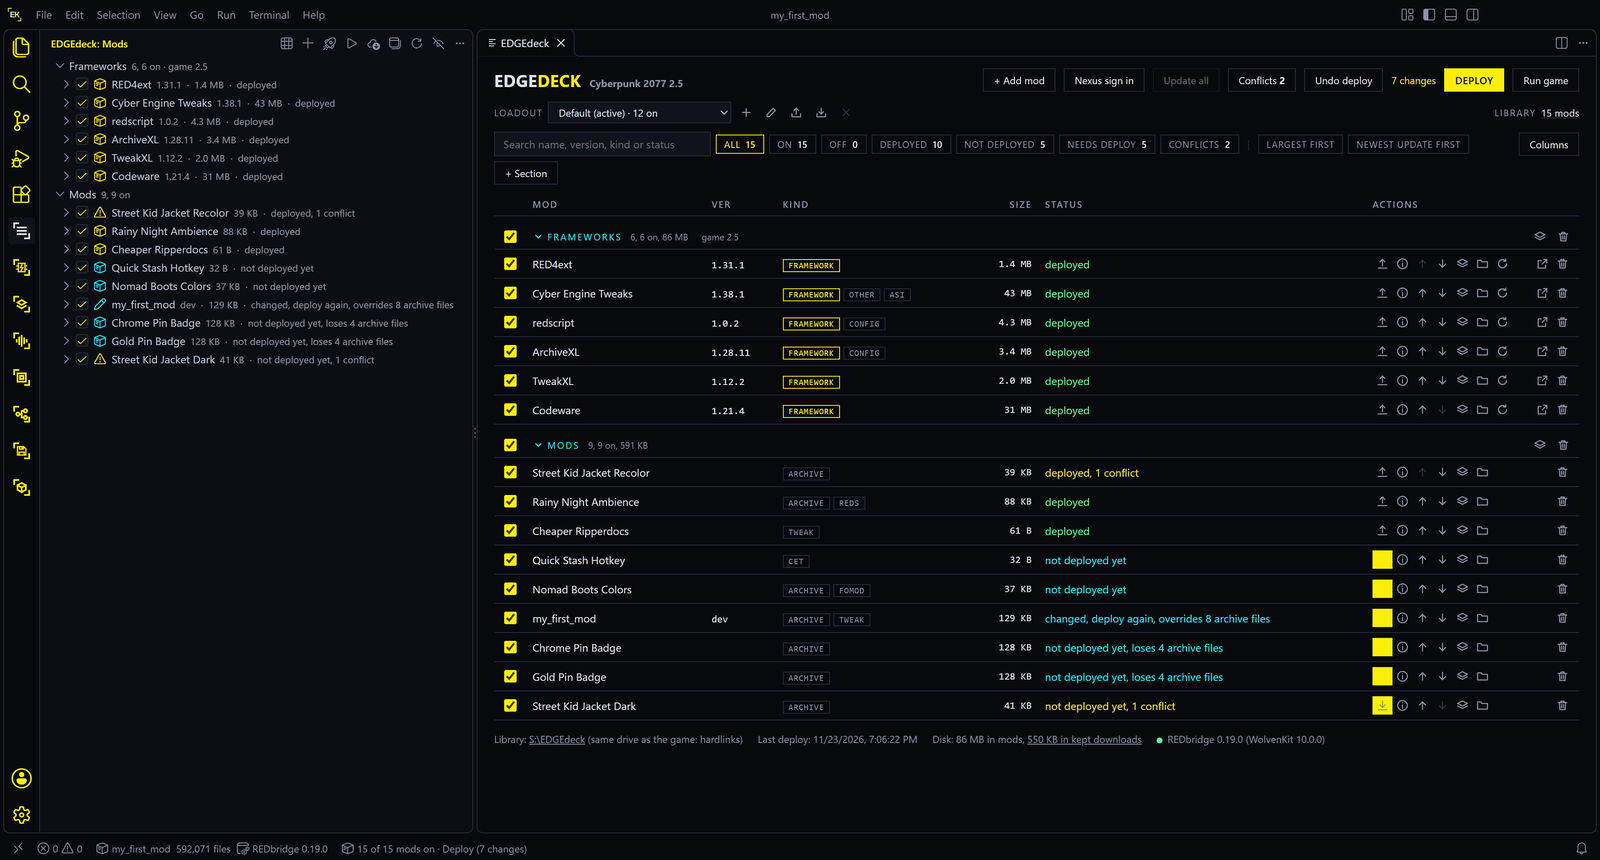 EK File Edit Selection View Go Run Terminal Help my_first_mod
EDGEdeck: Mods
Frameworks 6, 6 on · game 2.5
RED4ext 1.31.1 · 1.4 MB · deployed
Cyber Engine Tweaks 1.38.1 · 43 MB · deployed
redscript 1.0.2 · 4.3 MB · deployed
ArchiveXL 1.28.11 · 3.4 MB · deployed
TweakXL 1.12.2 · 2.0 MB · deployed
Codeware 1.21.4 · 31 MB · deployed
Mods 9, 9 on
Street Kid Jacket Recolor 39 KB · deployed, 1 conflict
Rainy Night Ambience 88 KB · deployed
Cheaper Ripperdocs 61 B · deployed
Quick Stash Hotkey 32 B · not deployed yet
Nomad Boots Colors 37 KB · not deployed yet
my_first_mod dev · 129 KB · changed, deploy again, overrides 8 archive files
Chrome Pin Badge 128 KB · not deployed yet, loses 4 archive files
Gold Pin Badge 128 KB · not deployed yet, loses 4 archive files
Street Kid Jacket Dark 41 KB · not deployed yet, 1 conflict
EDGEdeck
EDGEDECK Cyberpunk 2077 2.5
+ Add mod Nexus sign in Update all Conflicts 2 Undo deploy 7 changes DEPLOY Run game
LOADOUT Default (active) · 12 on LIBRARY 15 mods
Search name, version, kind or status ALL 15 ON 15 OFF 0 DEPLOYED 10 NOT DEPLOYED 5 NEEDS DEPLOY 5 CONFLICTS 2 LARGEST FIRST NEWEST UPDATE FIRST Columns
+ Section
MOD VER KIND SIZE STATUS ACTIONS
FRAMEWORKS 6, 6 on, 86 MB game 2.5
RED4ext 1.31.1 FRAMEWORK 1.4 MB deployed
Cyber Engine Tweaks 1.38.1 FRAMEWORK OTHER ASI 43 MB deployed
redscript 1.0.2 FRAMEWORK CONFIG 4.3 MB deployed
ArchiveXL 1.28.11 FRAMEWORK CONFIG 3.4 MB deployed
TweakXL 1.12.2 FRAMEWORK 2.0 MB deployed
Codeware 1.21.4 FRAMEWORK 31 MB deployed
MODS 9, 9 on, 591 KB
Street Kid Jacket Recolor ARCHIVE 39 KB deployed, 1 conflict
Rainy Night Ambience ARCHIVE REDS 88 KB deployed
Cheaper Ripperdocs TWEAK 61 B deployed
Quick Stash Hotkey CET 32 B not deployed yet
Nomad Boots Colors ARCHIVE FOMOD 37 KB not deployed yet
my_first_mod dev ARCHIVE TWEAK 129 KB changed, deploy again, overrides 8 archive files
Chrome Pin Badge ARCHIVE 128 KB not deployed yet, loses 4 archive files
Gold Pin Badge ARCHIVE 128 KB not deployed yet, loses 4 archive files
Street Kid Jacket Dark ARCHIVE 41 KB not deployed yet, 1 conflict
Library: S:\EDGEdeck (same drive as the game: hardlinks) Last deploy: 11/23/2026, 7:06:22 PM Disk: 86 MB in mods, 550 KB in kept downloads REDbridge 0.19.0 (WolvenKit 10.0.0)
0 0 my_first_mod 592,071 files REDbridge 0.19.0 15 of 15 mods on · Deploy (7 changes)